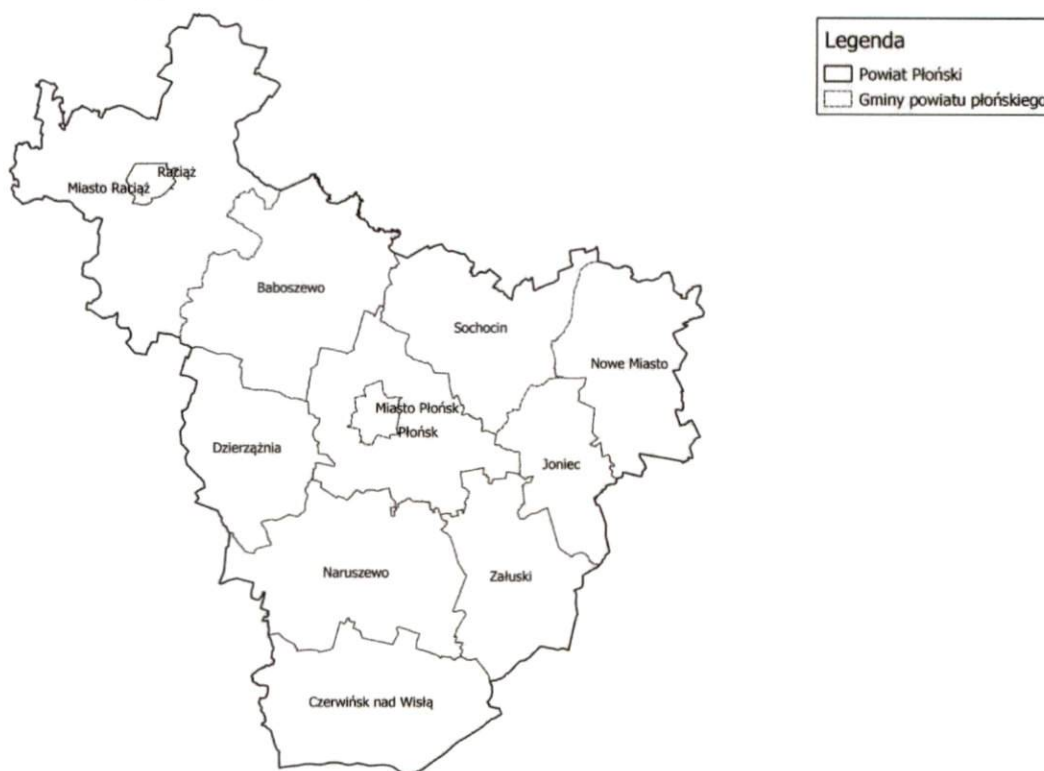 Legenda
Powiat Płoński
Gminy powiatu płońskiego
Raciąż
Miasto Raciąż
Baboszewo
Sochocin
Nowe Miasto
Miasto Płońsk
Płońsk
Dzierzążnia
Joniec
Naruszewo
Załuski
Czerwińsk nad Wisłą